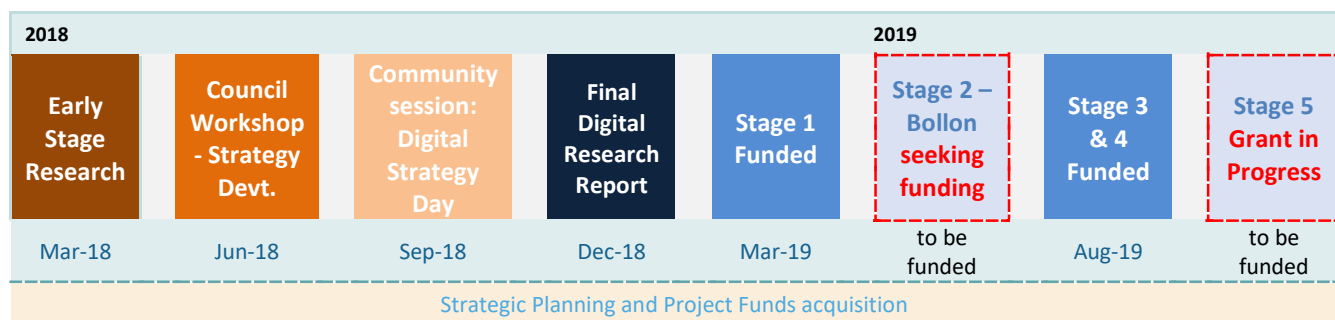 2018
2019
Early
Stage
Research
Council
Workshop
- Strategy
Devt.
Community
session:
Digital
Strategy
Day
Final
Digital
Research
Report
Stage 1
Funded
Stage 2 –
Bollon
seeking
funding
Stage 3
& 4
Funded
Stage 5
Grant in
Progress
Mar-18
Jun-18
Sep-18
Dec-18
Mar-19
to be
funded
Aug-19
to be
funded
Strategic Planning and Project Funds acquisition